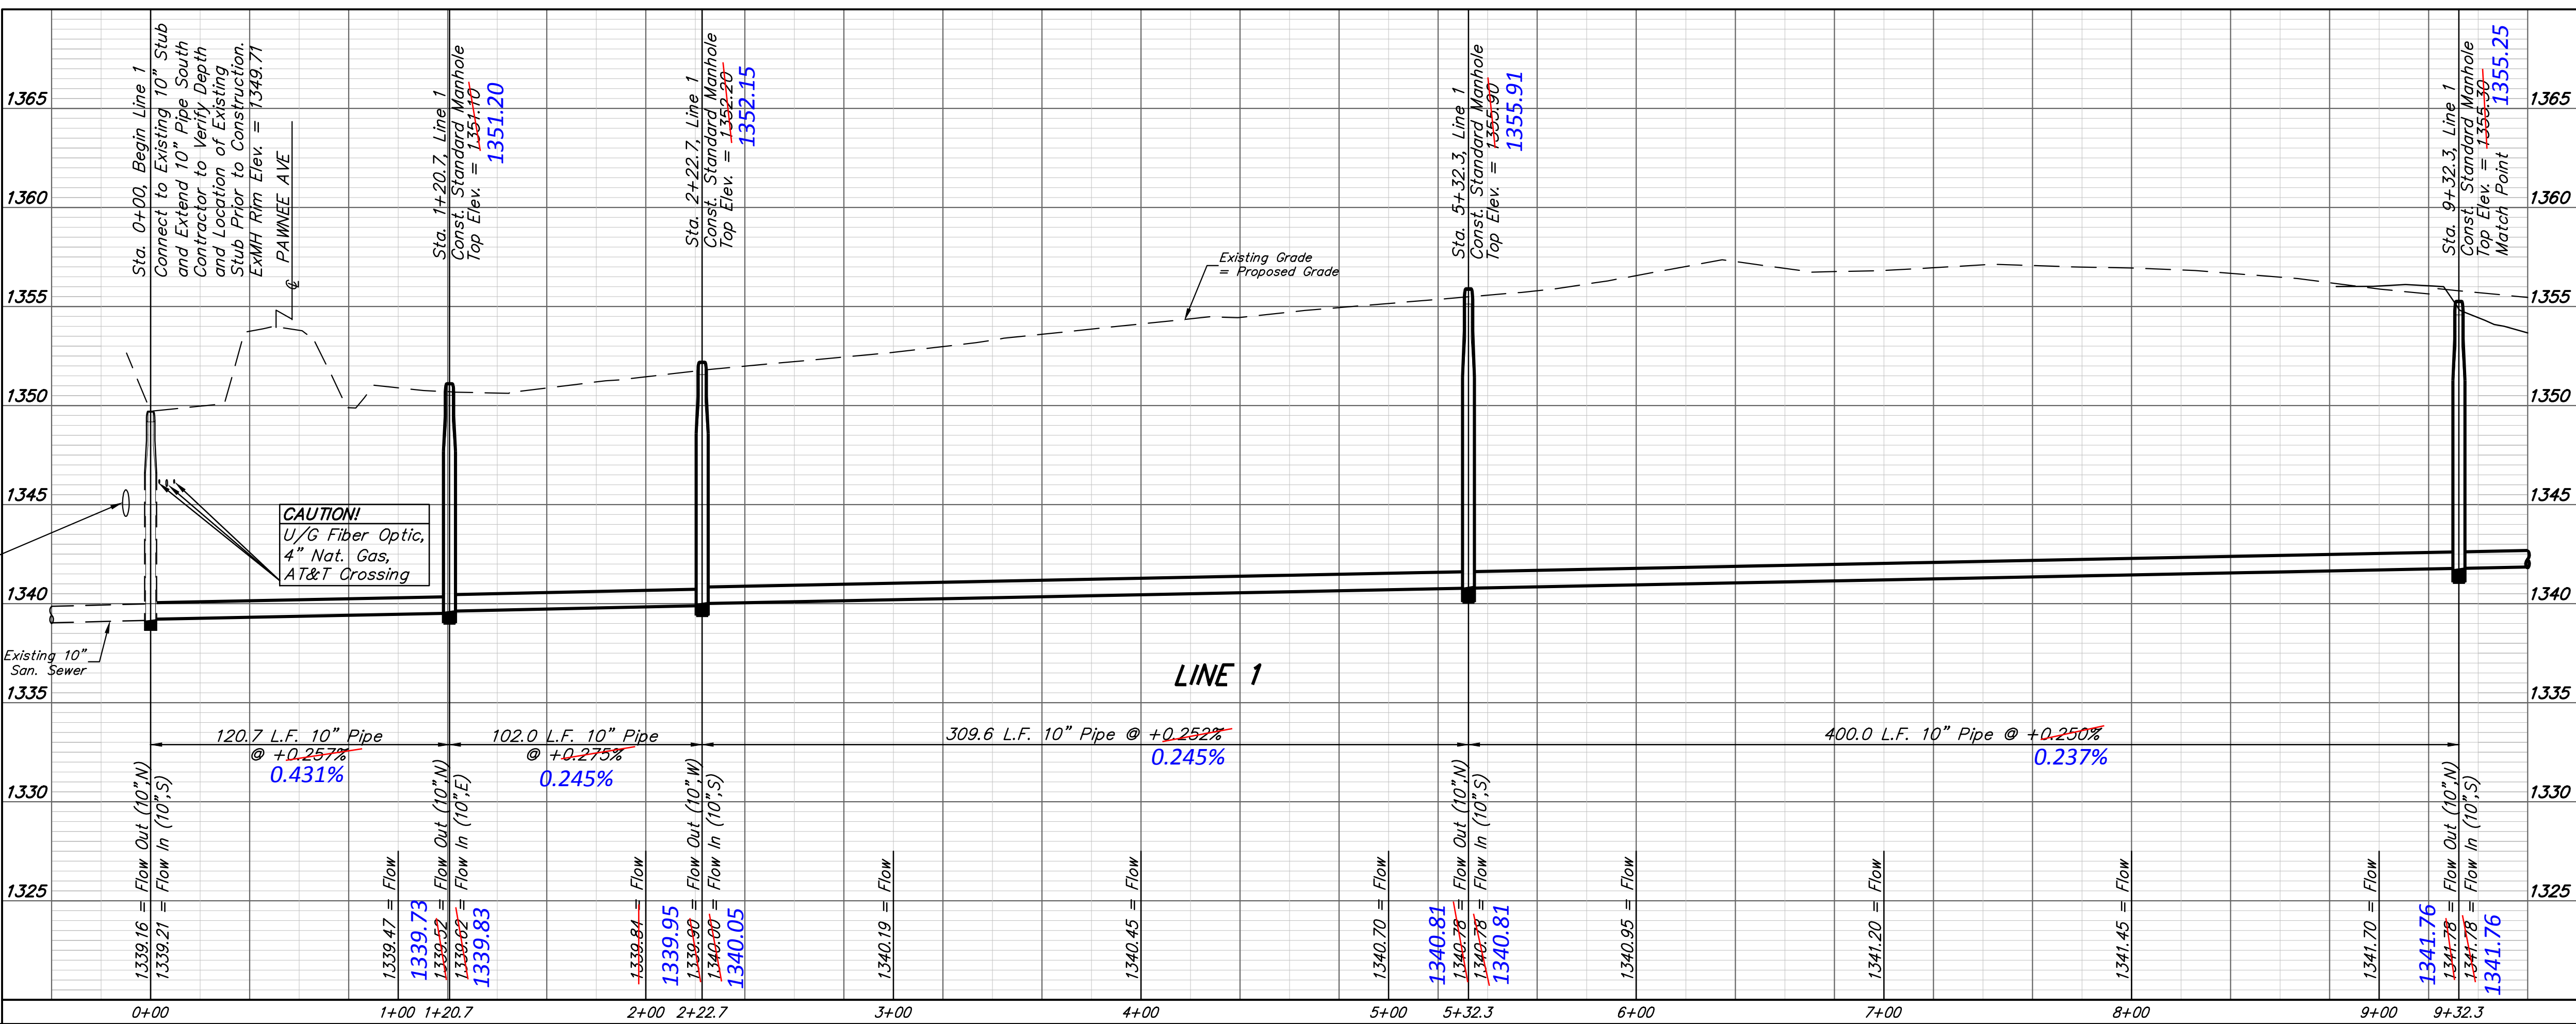 Sta. 0+00, Begin Line 1
Connect to Existing 10" Stub
and Extend 10" Pipe South
Contractor to Verify Depth
and Location of Existing
Stub Prior to Construction.
ExMH Rim Elev. = 1349.71
℄ PAWNEE AVE
Sta. 1+20.7, Line 1
Const. Standard Manhole
Top Elev. = 1351.10
1351.20
Sta. 2+22.7, Line 1
Const. Standard Manhole
Top Elev. = 1352.20
1352.15
Sta. 5+32.3, Line 1
Const. Standard Manhole
Top Elev. = 1355.90
1355.91
Sta. 9+32.3, Line 1
Const. Standard Manhole
Top Elev. = 1355.30
Match Point
1355.25
1365
1360
1355
1350
1345
1340
1335
1330
1325
1365
1360
1355
1350
1345
1340
1335
1330
1325
Existing Grade
= Proposed Grade
CAUTION!
U/G Fiber Optic,
4" Nat. Gas,
AT&T Crossing
Existing 10"
San. Sewer
LINE 1
120.7 L.F. 10" Pipe
@ +0.257%
0.431%
102.0 L.F. 10" Pipe
@ +0.275%
0.245%
309.6 L.F. 10" Pipe @ +0.252%
0.245%
400.0 L.F. 10" Pipe @ +0.250%
0.237%
1339.16 = Flow Out (10",N)
1339.21 = Flow In (10",S)
1339.47 = Flow
1339.73
1339.52 = Flow Out (10",N)
1339.62 = Flow In (10",E)
1339.83
1339.84 = Flow
1339.95
1339.90 = Flow Out (10",W)
1340.00 = Flow In (10",S)
1340.05
1340.19 = Flow
1340.45 = Flow
1340.70 = Flow
1340.81
1340.78 = Flow Out (10",N)
1340.78 = Flow In (10",S)
1340.81
1340.95 = Flow
1341.20 = Flow
1341.45 = Flow
1341.70 = Flow
1341.76
1341.78 = Flow Out (10",N)
1341.78 = Flow In (10",S)
1341.76
0+00 1+00 1+20.7 2+00 2+22.7 3+00 4+00 5+00 5+32.3 6+00 7+00 8+00 9+00 9+32.3